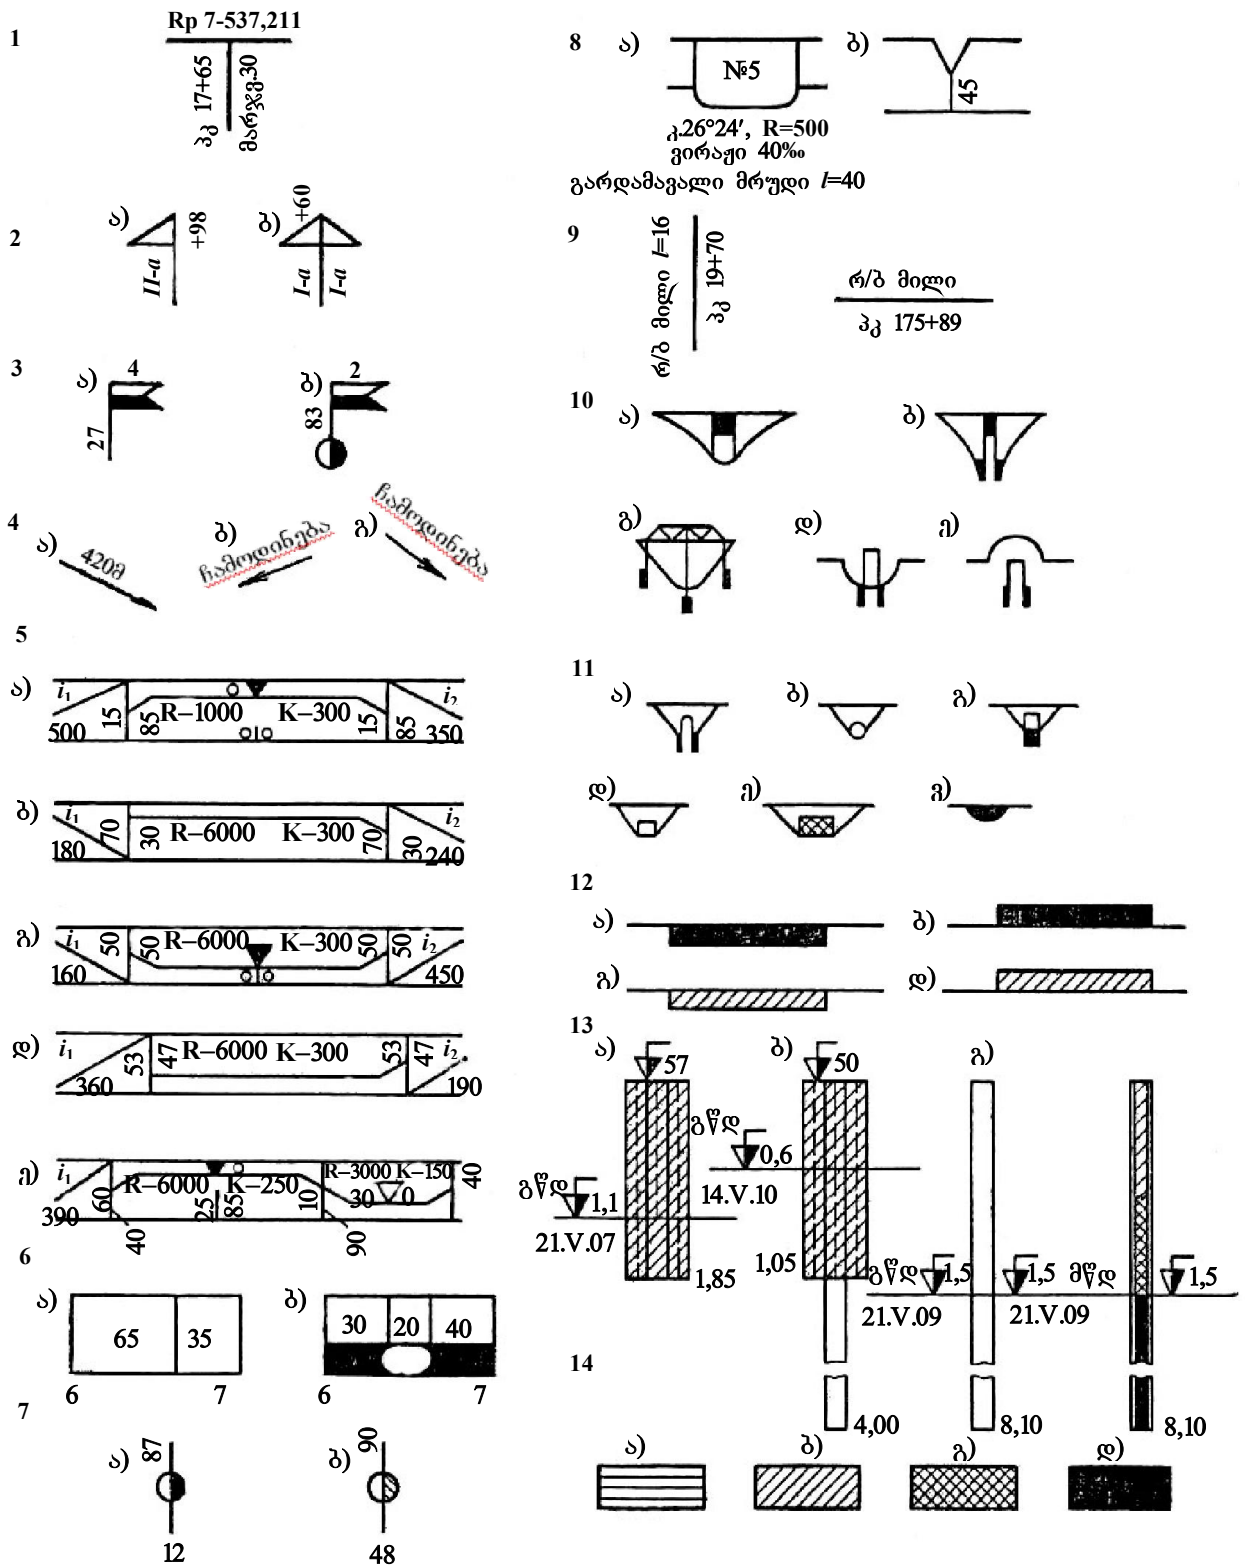 1
Rp 7-537,211
პკ 17+65
მარჯვ.30
2
ა)
II-a
+98
ბ)
+60
I-a
I-a
3
ა)
4
27
ბ)
2
83
4
ა)
420მ
ბ)
ჩამოდინება
გ)
ჩამოდინება
5
ა)
i₁
500
15
85
R–1000 K–300
15
85
i₂
350
ბ)
i₁
180
70
30
R–6000 K–300
70
30
i₂
240
გ)
i₁
160
50
50
R–6000 K–300
50
50
i₂
450
დ)
i₁
360
53
47
R–6000 K–300
53
47
i₂
190
ე)
i₁
390
60
40
R–6000 K–250
25
85
10
90
R–3000 K–150
30
0
40
6
ა)
65
35
6
7
ბ)
30
20
40
6
7
7
ა)
87
12
ბ)
90
48
8
ა)
№5
კ.26°24′, R=500
ვირაჟი 40‰
გარდამავალი მრუდი l=40
ბ)
45
9
რ/ბ მილი l=16
პკ 19+70
რ/ბ მილი
პკ 175+89
10
ა)
ბ)
გ)
დ)
ე)
11
ა)
ბ)
გ)
დ)
ე)
ვ)
12
ა)
ბ)
გ)
დ)
13
ა)
57
გწდ
1,1
21.V.07
1,85
ბ)
50
გწდ
0,6
14.V.10
1,05
4,00
გ)
გწდ
1,5
21.V.09
1,5
21.V.09
8,10
მწდ
1,5
8,10
14
ა)
ბ)
გ)
დ)